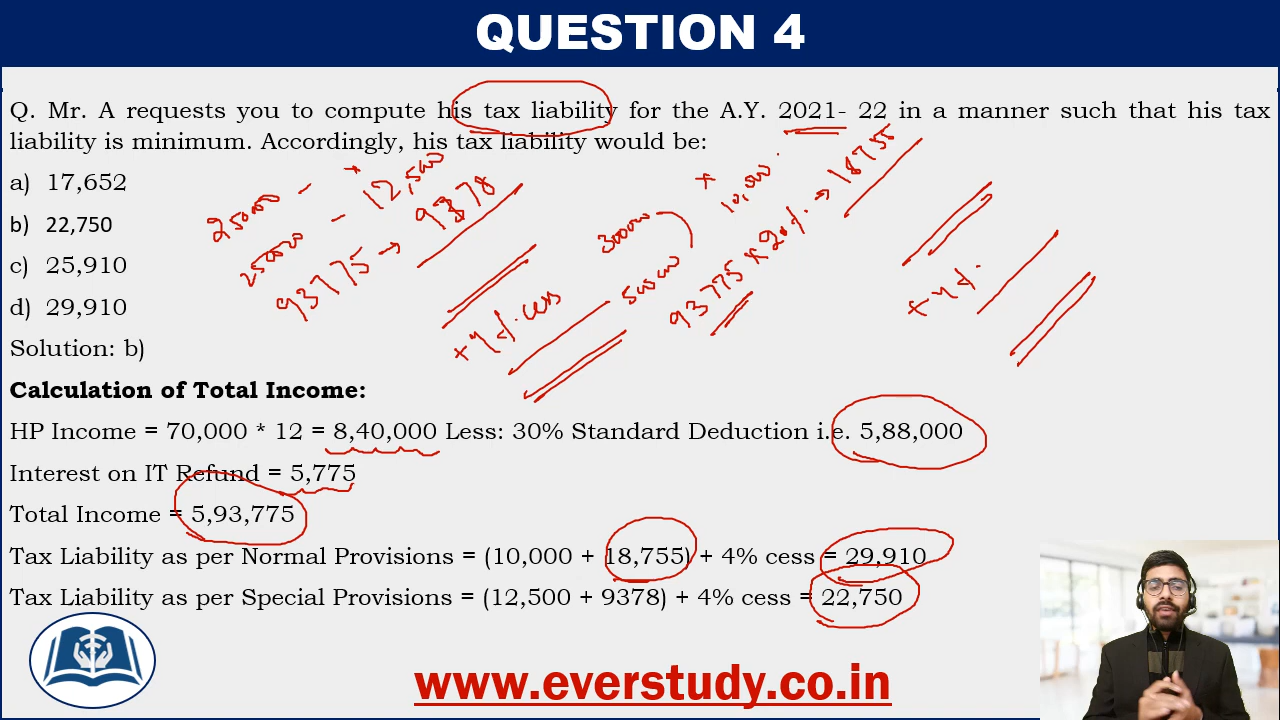 QUESTION 4
Q. Mr. A requests you to compute his tax liability for the A.Y. 2021- 22 in a manner such that his tax
liability is minimum. Accordingly, his tax liability would be:
a) 17,652
b) 22,750
c) 25,910
d) 29,910
Solution: b)
Calculation of Total Income:
HP Income = 70,000 * 12 = 8,40,000 Less: 30% Standard Deduction i.e. 5,88,000
Interest on IT Refund = 5,775
Total Income = 5,93,775
Tax Liability as per Normal Provisions = (10,000 + 18,755) + 4% cess = 29,910
Tax Liability as per Special Provisions = (12,500 + 9378) + 4% cess = 22,750
250000 - x
250000 - 12,500
93775 → 9378
+4%. cess
300000
500000
x
10,000
93775 x 20%. → 18755
+4%.
www.everstudy.co.in